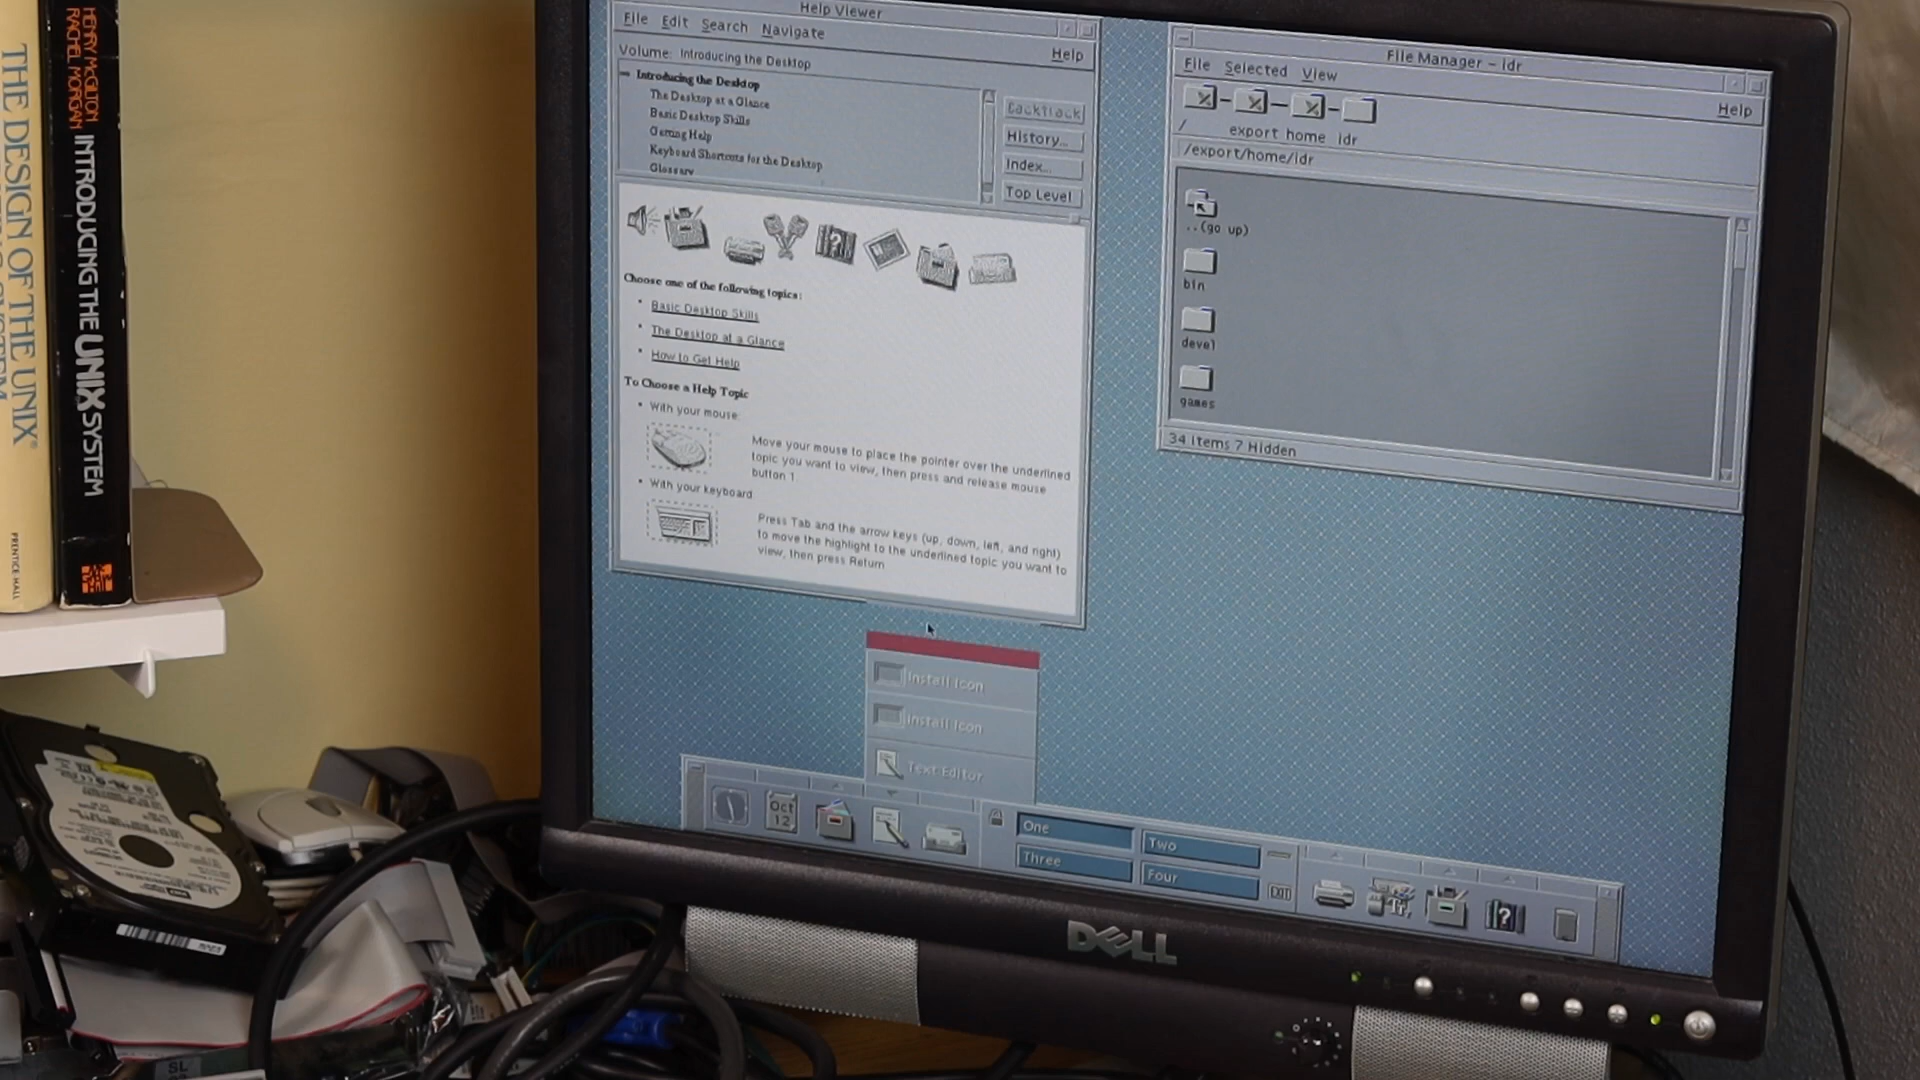 THE DESIGN OF THE UNIX®
PRENTICE HALL
HENRY McGILTON
RACHEL MORGAN
INTRODUCING THE UNIX SYSTEM
Help Viewer
File Edit Search Navigate
Help
Volume: Introducing the Desktop
Introducing the Desktop
The Desktop at a Glance
Basic Desktop Skills
Getting Help
Keyboard Shortcuts for the Desktop
Glossary
Backtrack
History...
Index...
Top Level
Choose one of the following topics:
• Basic Desktop Skills
• The Desktop at a Glance
• How to Get Help
To Choose a Help Topic
• With your mouse:
Move your mouse to place the pointer over the underlined
topic you want to view, then press and release mouse
button 1
• With your keyboard
Press Tab and the arrow keys (up, down, left, and right)
to move the highlight to the underlined topic you want to
view, then press Return
File Manager - idr
File Selected View
Help
/ export home idr
/export/home/idr
..(go up)
bin
devel
games
34 Items 7 Hidden
Install Icon
Install Icon
Text Editor
Oct
12
One
Two
Three
Four
EXIT
DELL
SL